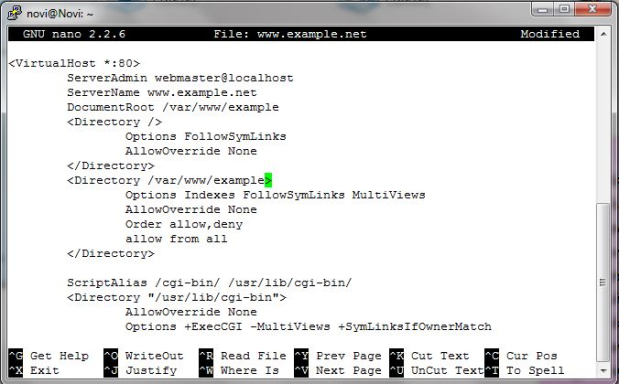 novi@Novi: ~
GNU nano 2.2.6 File: www.example.net Modified
<VirtualHost *:80>
ServerAdmin webmaster@localhost
ServerName www.example.net
DocumentRoot /var/www/example
<Directory />
Options FollowSymLinks
AllowOverride None
</Directory>
<Directory /var/www/example>
Options Indexes FollowSymLinks MultiViews
AllowOverride None
Order allow,deny
allow from all
</Directory>
ScriptAlias /cgi-bin/ /usr/lib/cgi-bin/
<Directory "/usr/lib/cgi-bin">
AllowOverride None
Options +ExecCGI -MultiViews +SymLinksIfOwnerMatch
^G Get Help ^O WriteOut ^R Read File ^Y Prev Page ^K Cut Text ^C Cur Pos
^X Exit ^J Justify ^W Where Is ^V Next Page ^U UnCut Text ^T To Spell